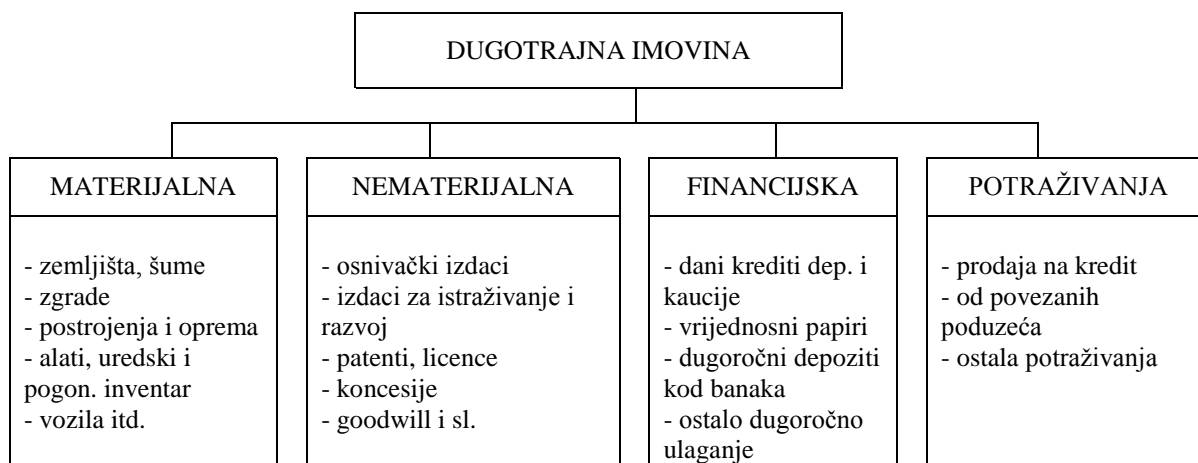 DUGOTRAJNA IMOVINA
MATERIJALNA
- zemljišta, šume
- zgrade
- postrojenja i oprema
- alati, uredski i
pogon. inventar
- vozila itd.
NEMATERIJALNA
- osnivački izdaci
- izdaci za istraživanje i
razvoj
- patenti, licence
- koncesije
- goodwill i sl.
FINANCIJSKA
- dani krediti dep. i
kaucije
- vrijednosni papiri
- dugoročni depoziti
kod banaka
- ostalo dugoročno
ulaganje
POTRAŽIVANJA
- prodaja na kredit
- od povezanih
poduzeća
- ostala potraživanja